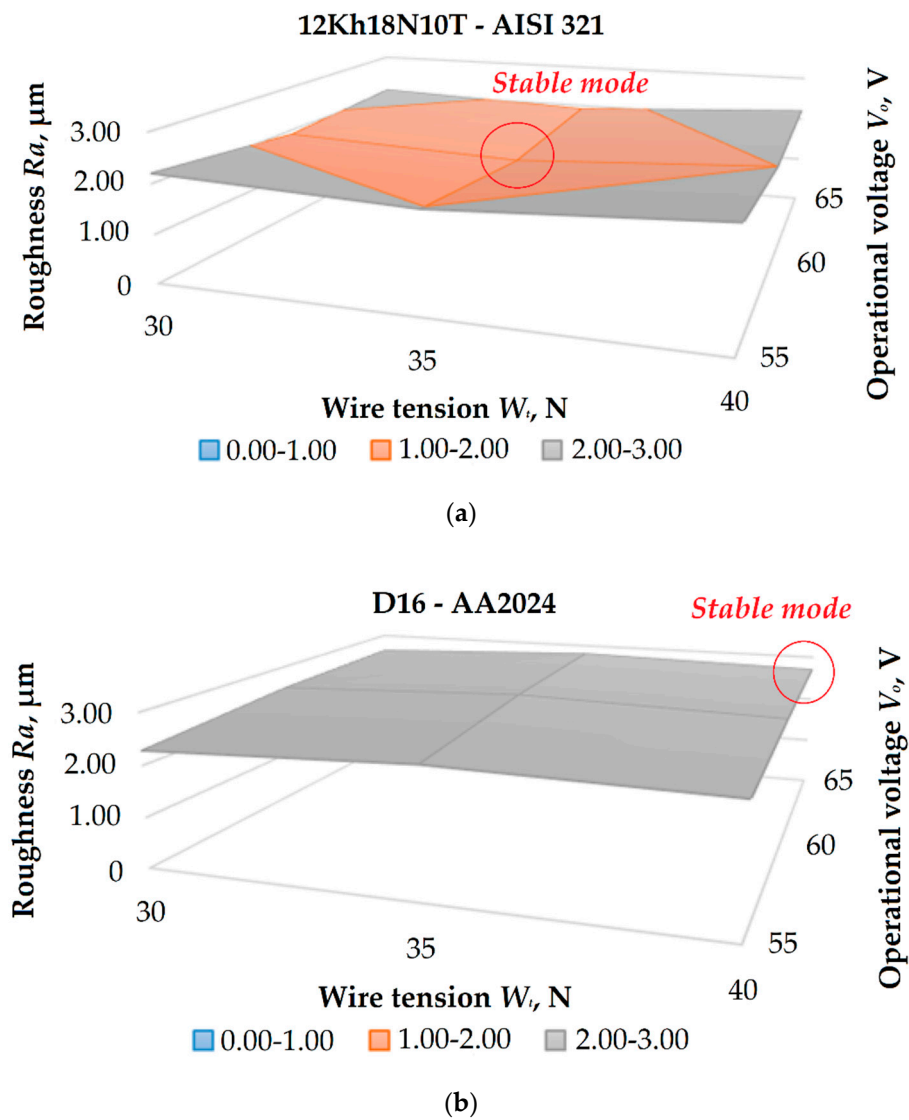 12Kh18N10T - AISI 321
Stable mode
Roughness Ra, μm
3.00
2.00
1.00
0
30
35
40
55
60
65
Operational voltage Vₒ, V
Wire tension Wₜ, N
0.00-1.00 1.00-2.00 2.00-3.00
(a)
D16 - AA2024
Stable mode
Roughness Ra, μm
3.00
2.00
1.00
0
30
35
40
55
60
65
Operational voltage Vₒ, V
Wire tension Wₜ, N
0.00-1.00 1.00-2.00 2.00-3.00
(b)